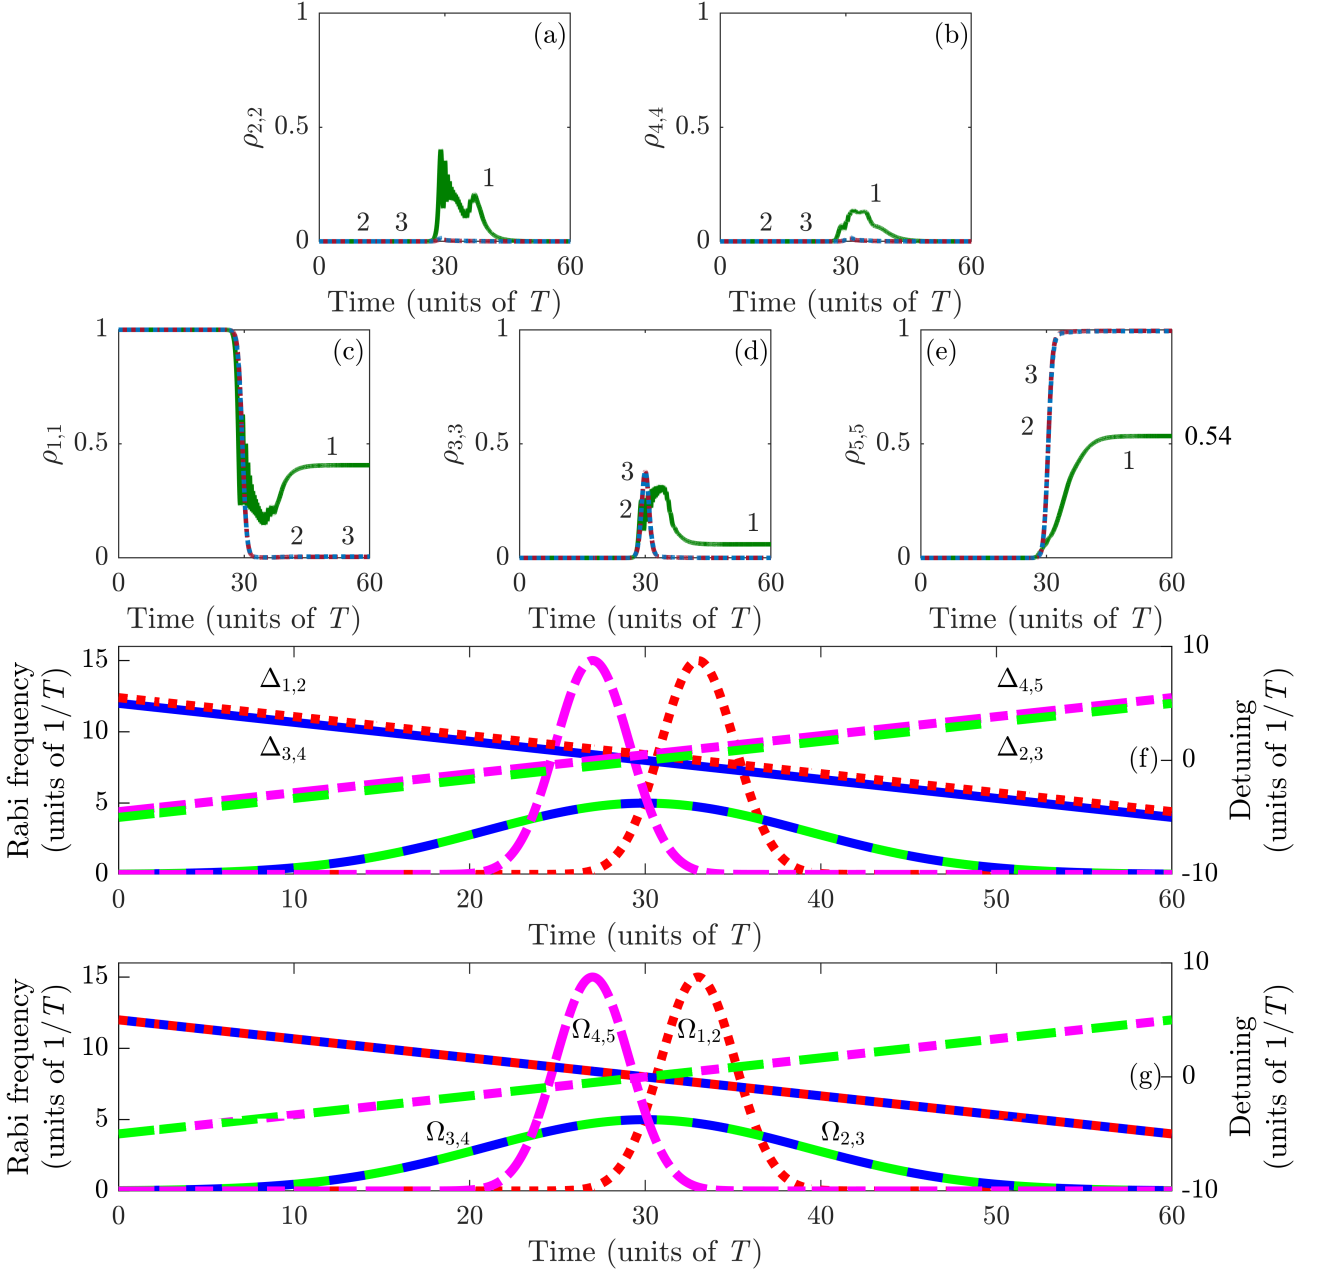 1
(a)
ρ2,2
0.5
1
2 3
0
0 30 60
Time (units of T)
1
(b)
ρ4,4
0.5
1
2 3
0
0 30 60
Time (units of T)
1
(c)
ρ1,1
0.5
1
2 3
0
0 30 60
Time (units of T)
1
(d)
ρ3,3
0.5
3
2
1
0
0 30 60
Time (units of T)
1
(e)
ρ5,5
3
0.5
2
0.54
1
0
0 30 60
Time (units of T)
Rabi frequency
(units of 1/T)
15
10
5
0
Δ1,2
Δ3,4
Δ4,5
Δ2,3
(f)
10
0
-10
Detuning
(units of 1/T)
0 10 20 30 40 50 60
Time (units of T)
Rabi frequency
(units of 1/T)
15
10
5
0
Ω4,5
Ω1,2
Ω3,4
Ω2,3
(g)
10
0
-10
Detuning
(units of 1/T)
0 10 20 30 40 50 60
Time (units of T)